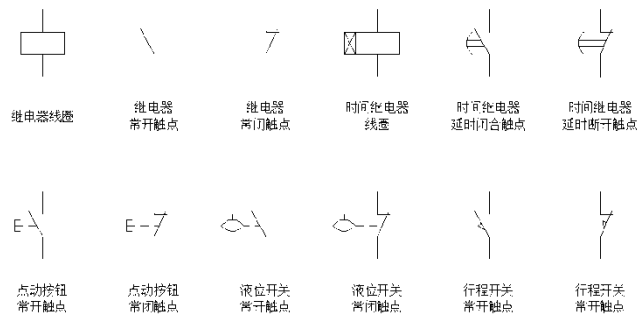 继电器线圈
继电器
常开触点
继电器
常闭触点
时间继电器
线圈
时间继电器
延时闭合触点
时间继电器
延时断开触点
点动按钮
常开触点
点动按钮
常闭触点
液位开关
常开触点
液位开关
常闭触点
行程开关
常开触点
行程开关
常开触点